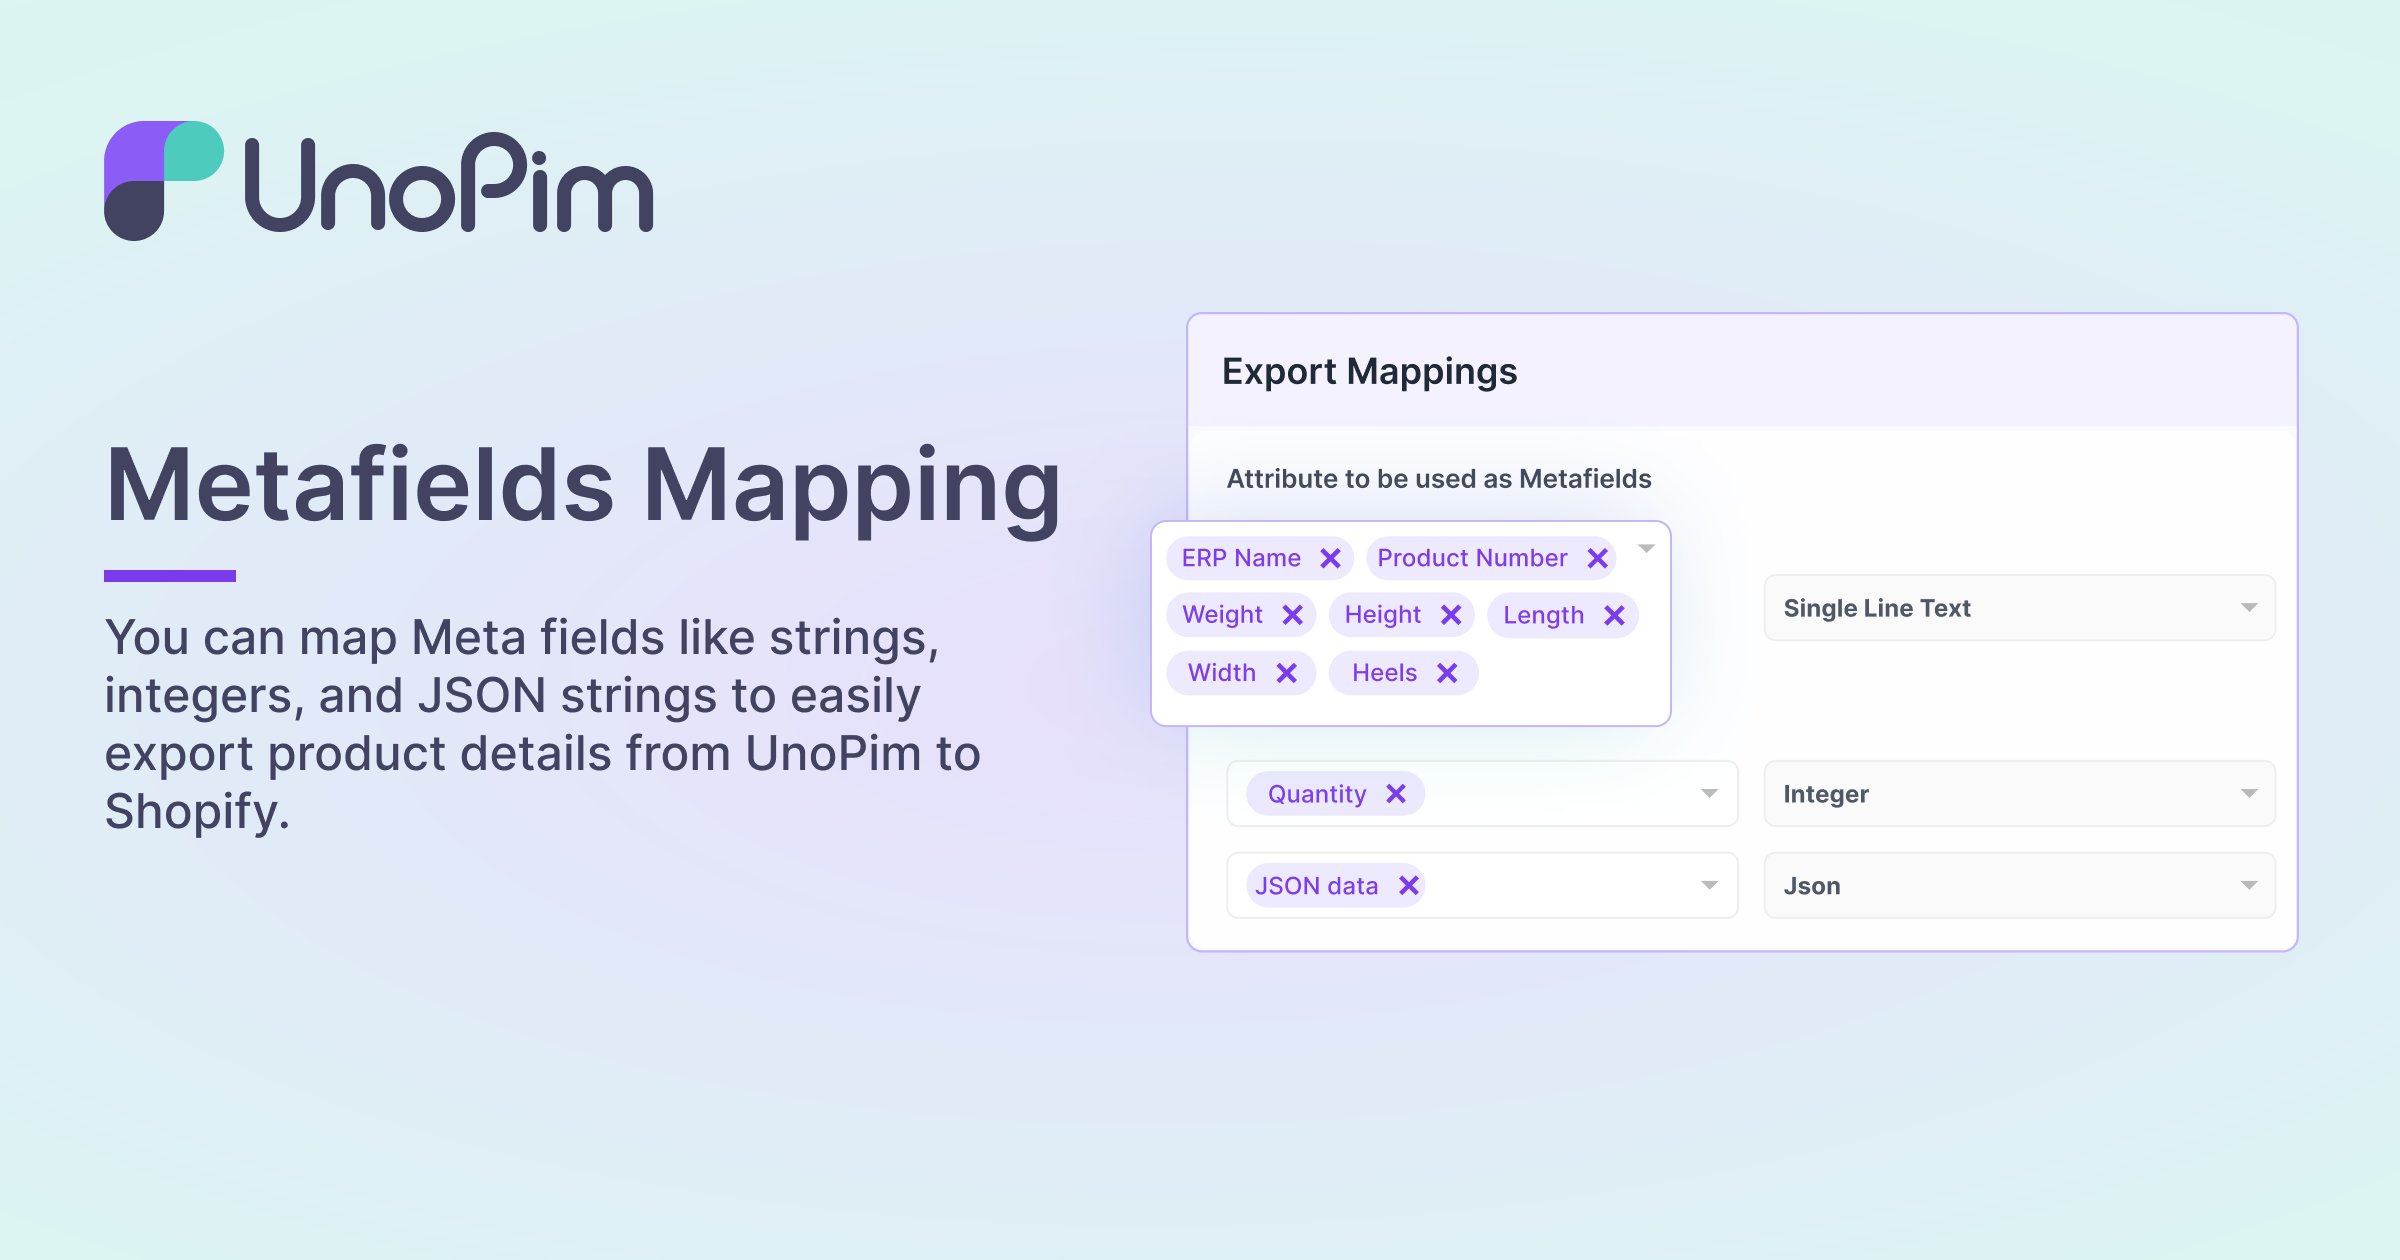 UnoPim
Metafields Mapping
You can map Meta fields like strings,
integers, and JSON strings to easily
export product details from UnoPim to
Shopify.
Export Mappings
Attribute to be used as Metafields
ERP Name Product Number
Weight Height Length
Width Heels
Single Line Text
Quantity
Integer
JSON data
Json